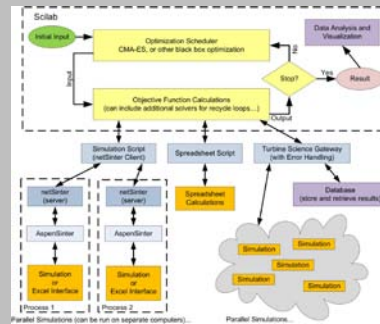 Scilab
Initial Input
Optimization Scheduler
CMA-ES, or other black box optimization
Data Analysis and
Visualization
No
Input
Stop?
Yes
Result
Objective Function Calculations
(can include additional solvers for recycle loops...)
Output
Simulation Script
(netSinter Client)
Spreadsheet Script
Turbine Science Gateway
(with Error Handling)
netSinter
(server)
netSinter
(server)
Spreadsheet
Calculations
Database
(store and retrieve results)
AspenSinter
AspenSinter
Simulation
or
Excel Interface
Simulation
or
Excel Interface
Simulation
Simulation
Simulation
Simulation
Simulation
Process 1
Process 2
Parallel Simulations (can be run on separate computers)...
Parallel Simulations...